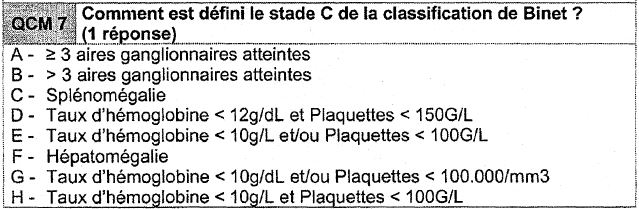 QCM 7 Comment est défini le stade C de la classification de Binet ?
(1 réponse)
A - ≥ 3 aires ganglionnaires atteintes
B - > 3 aires ganglionnaires atteintes
C - Splénomégalie
D - Taux d'hémoglobine < 12g/dL et Plaquettes < 150G/L
E - Taux d'hémoglobine < 10g/L et/ou Plaquettes < 100G/L
F - Hépatomégalie
G - Taux d'hémoglobine < 10g/dL et/ou Plaquettes < 100.000/mm3
H - Taux d'hémoglobine < 10g/L et Plaquettes < 100G/L